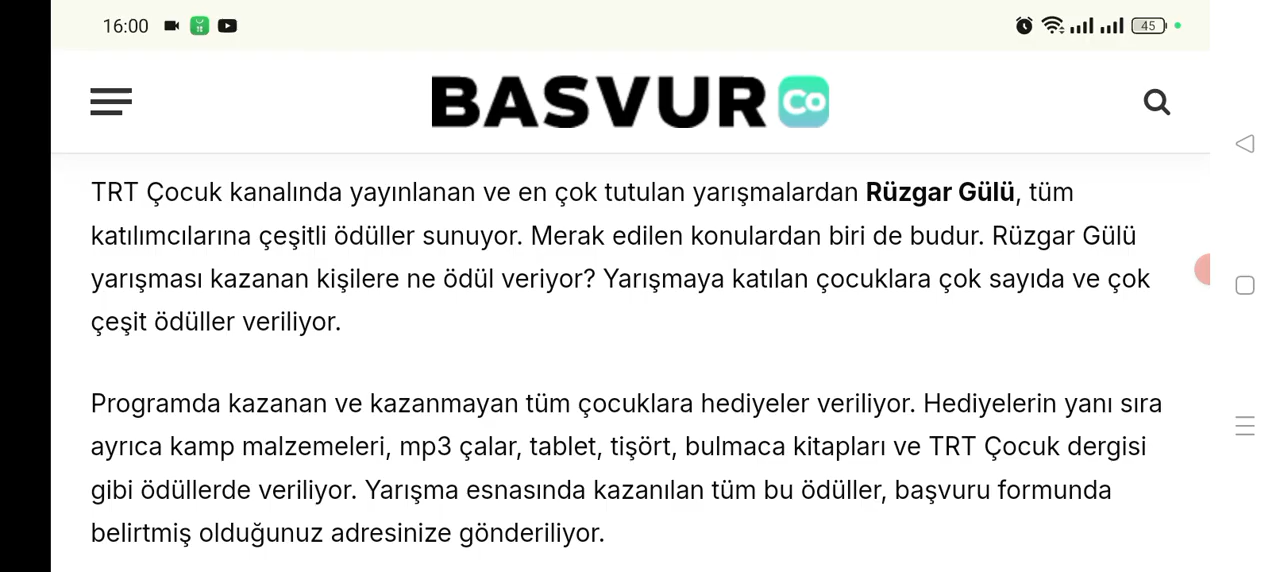 16:00
45
BASVUR Co
TRT Çocuk kanalında yayınlanan ve en çok tutulan yarışmalardan Rüzgar Gülü, tüm
katılımcılarına çeşitli ödüller sunuyor. Merak edilen konulardan biri de budur. Rüzgar Gülü
yarışması kazanan kişilere ne ödül veriyor? Yarışmaya katılan çocuklara çok sayıda ve çok
çeşit ödüller veriliyor.
Programda kazanan ve kazanmayan tüm çocuklara hediyeler veriliyor. Hediyelerin yanı sıra
ayrıca kamp malzemeleri, mp3 çalar, tablet, tişört, bulmaca kitapları ve TRT Çocuk dergisi
gibi ödüllerde veriliyor. Yarışma esnasında kazanılan tüm bu ödüller, başvuru formunda
belirtmiş olduğunuz adresinize gönderiliyor.